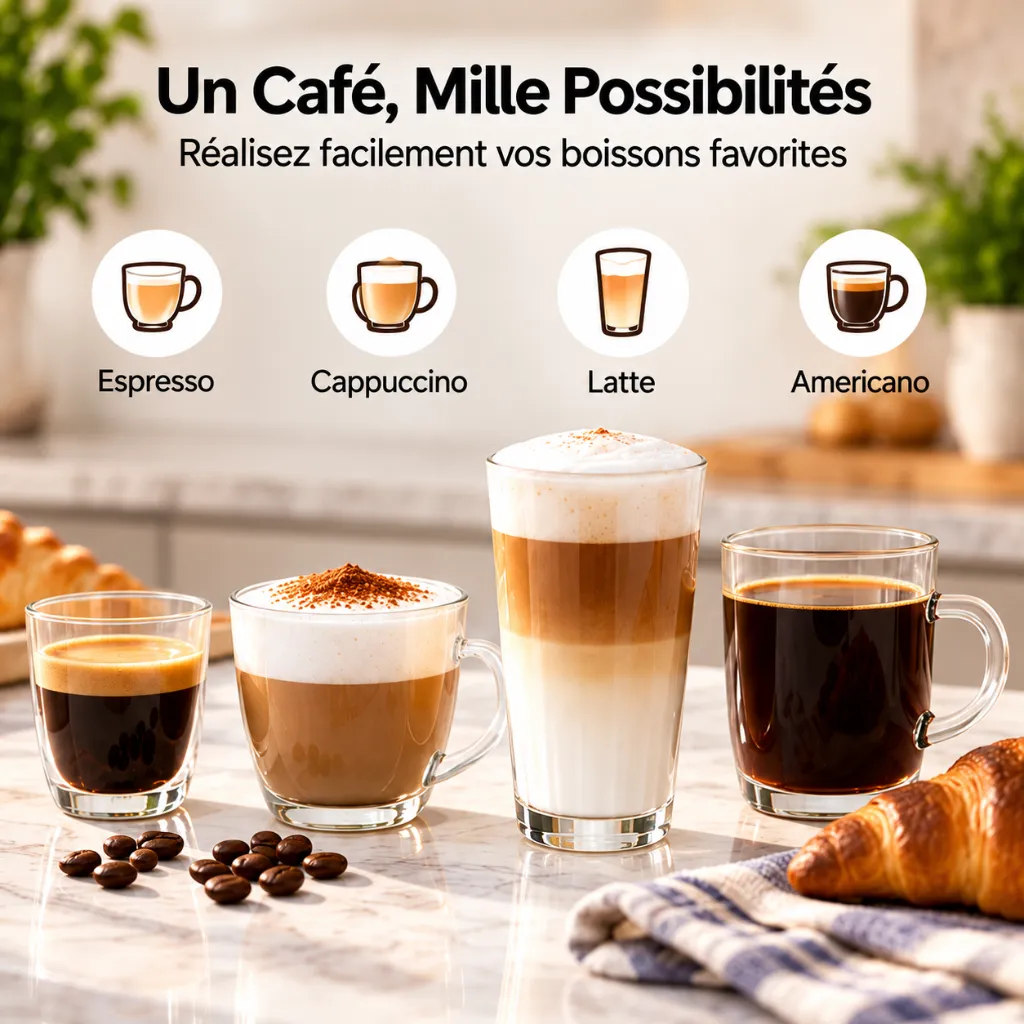 Un Café, Mille Possibilités
Réalisez facilement vos boissons favorites
Espresso
Cappuccino
Latte
Americano